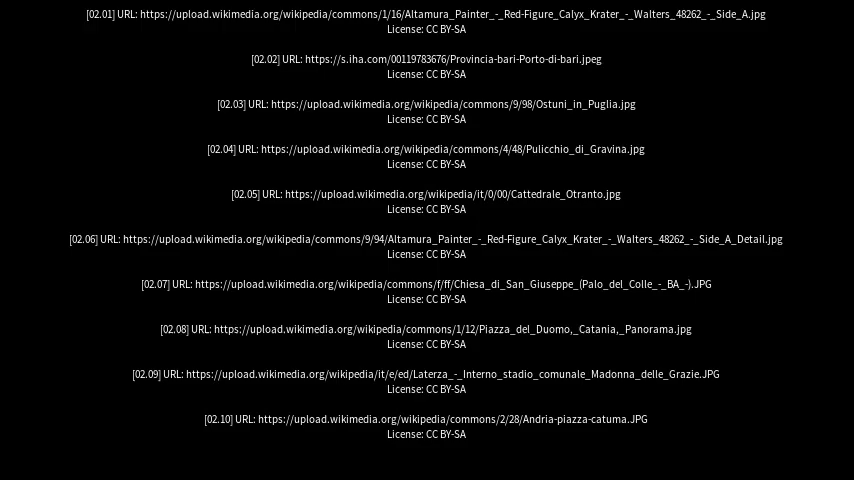 [02.01] URL: https://upload.wikimedia.org/wikipedia/commons/1/16/Altamura_Painter_-_Red-Figure_Calyx_Krater_-_Walters_48262_-_Side_A.jpg
License: CC BY-SA
[02.02] URL: https://s.iha.com/00119783676/Provincia-bari-Porto-di-bari.jpeg
License: CC BY-SA
[02.03] URL: https://upload.wikimedia.org/wikipedia/commons/9/98/Ostuni_in_Puglia.jpg
License: CC BY-SA
[02.04] URL: https://upload.wikimedia.org/wikipedia/commons/4/48/Pulicchio_di_Gravina.jpg
License: CC BY-SA
[02.05] URL: https://upload.wikimedia.org/wikipedia/it/0/00/Cattedrale_Otranto.jpg
License: CC BY-SA
[02.06] URL: https://upload.wikimedia.org/wikipedia/commons/9/94/Altamura_Painter_-_Red-Figure_Calyx_Krater_-_Walters_48262_-_Side_A_Detail.jpg
License: CC BY-SA
[02.07] URL: https://upload.wikimedia.org/wikipedia/commons/f/ff/Chiesa_di_San_Giuseppe_(Palo_del_Colle_-_BA_-).JPG
License: CC BY-SA
[02.08] URL: https://upload.wikimedia.org/wikipedia/commons/1/12/Piazza_del_Duomo,_Catania,_Panorama.jpg
License: CC BY-SA
[02.09] URL: https://upload.wikimedia.org/wikipedia/it/e/ed/Laterza_-_Interno_stadio_comunale_Madonna_delle_Grazie.JPG
License: CC BY-SA
[02.10] URL: https://upload.wikimedia.org/wikipedia/commons/2/28/Andria-piazza-catuma.JPG
License: CC BY-SA